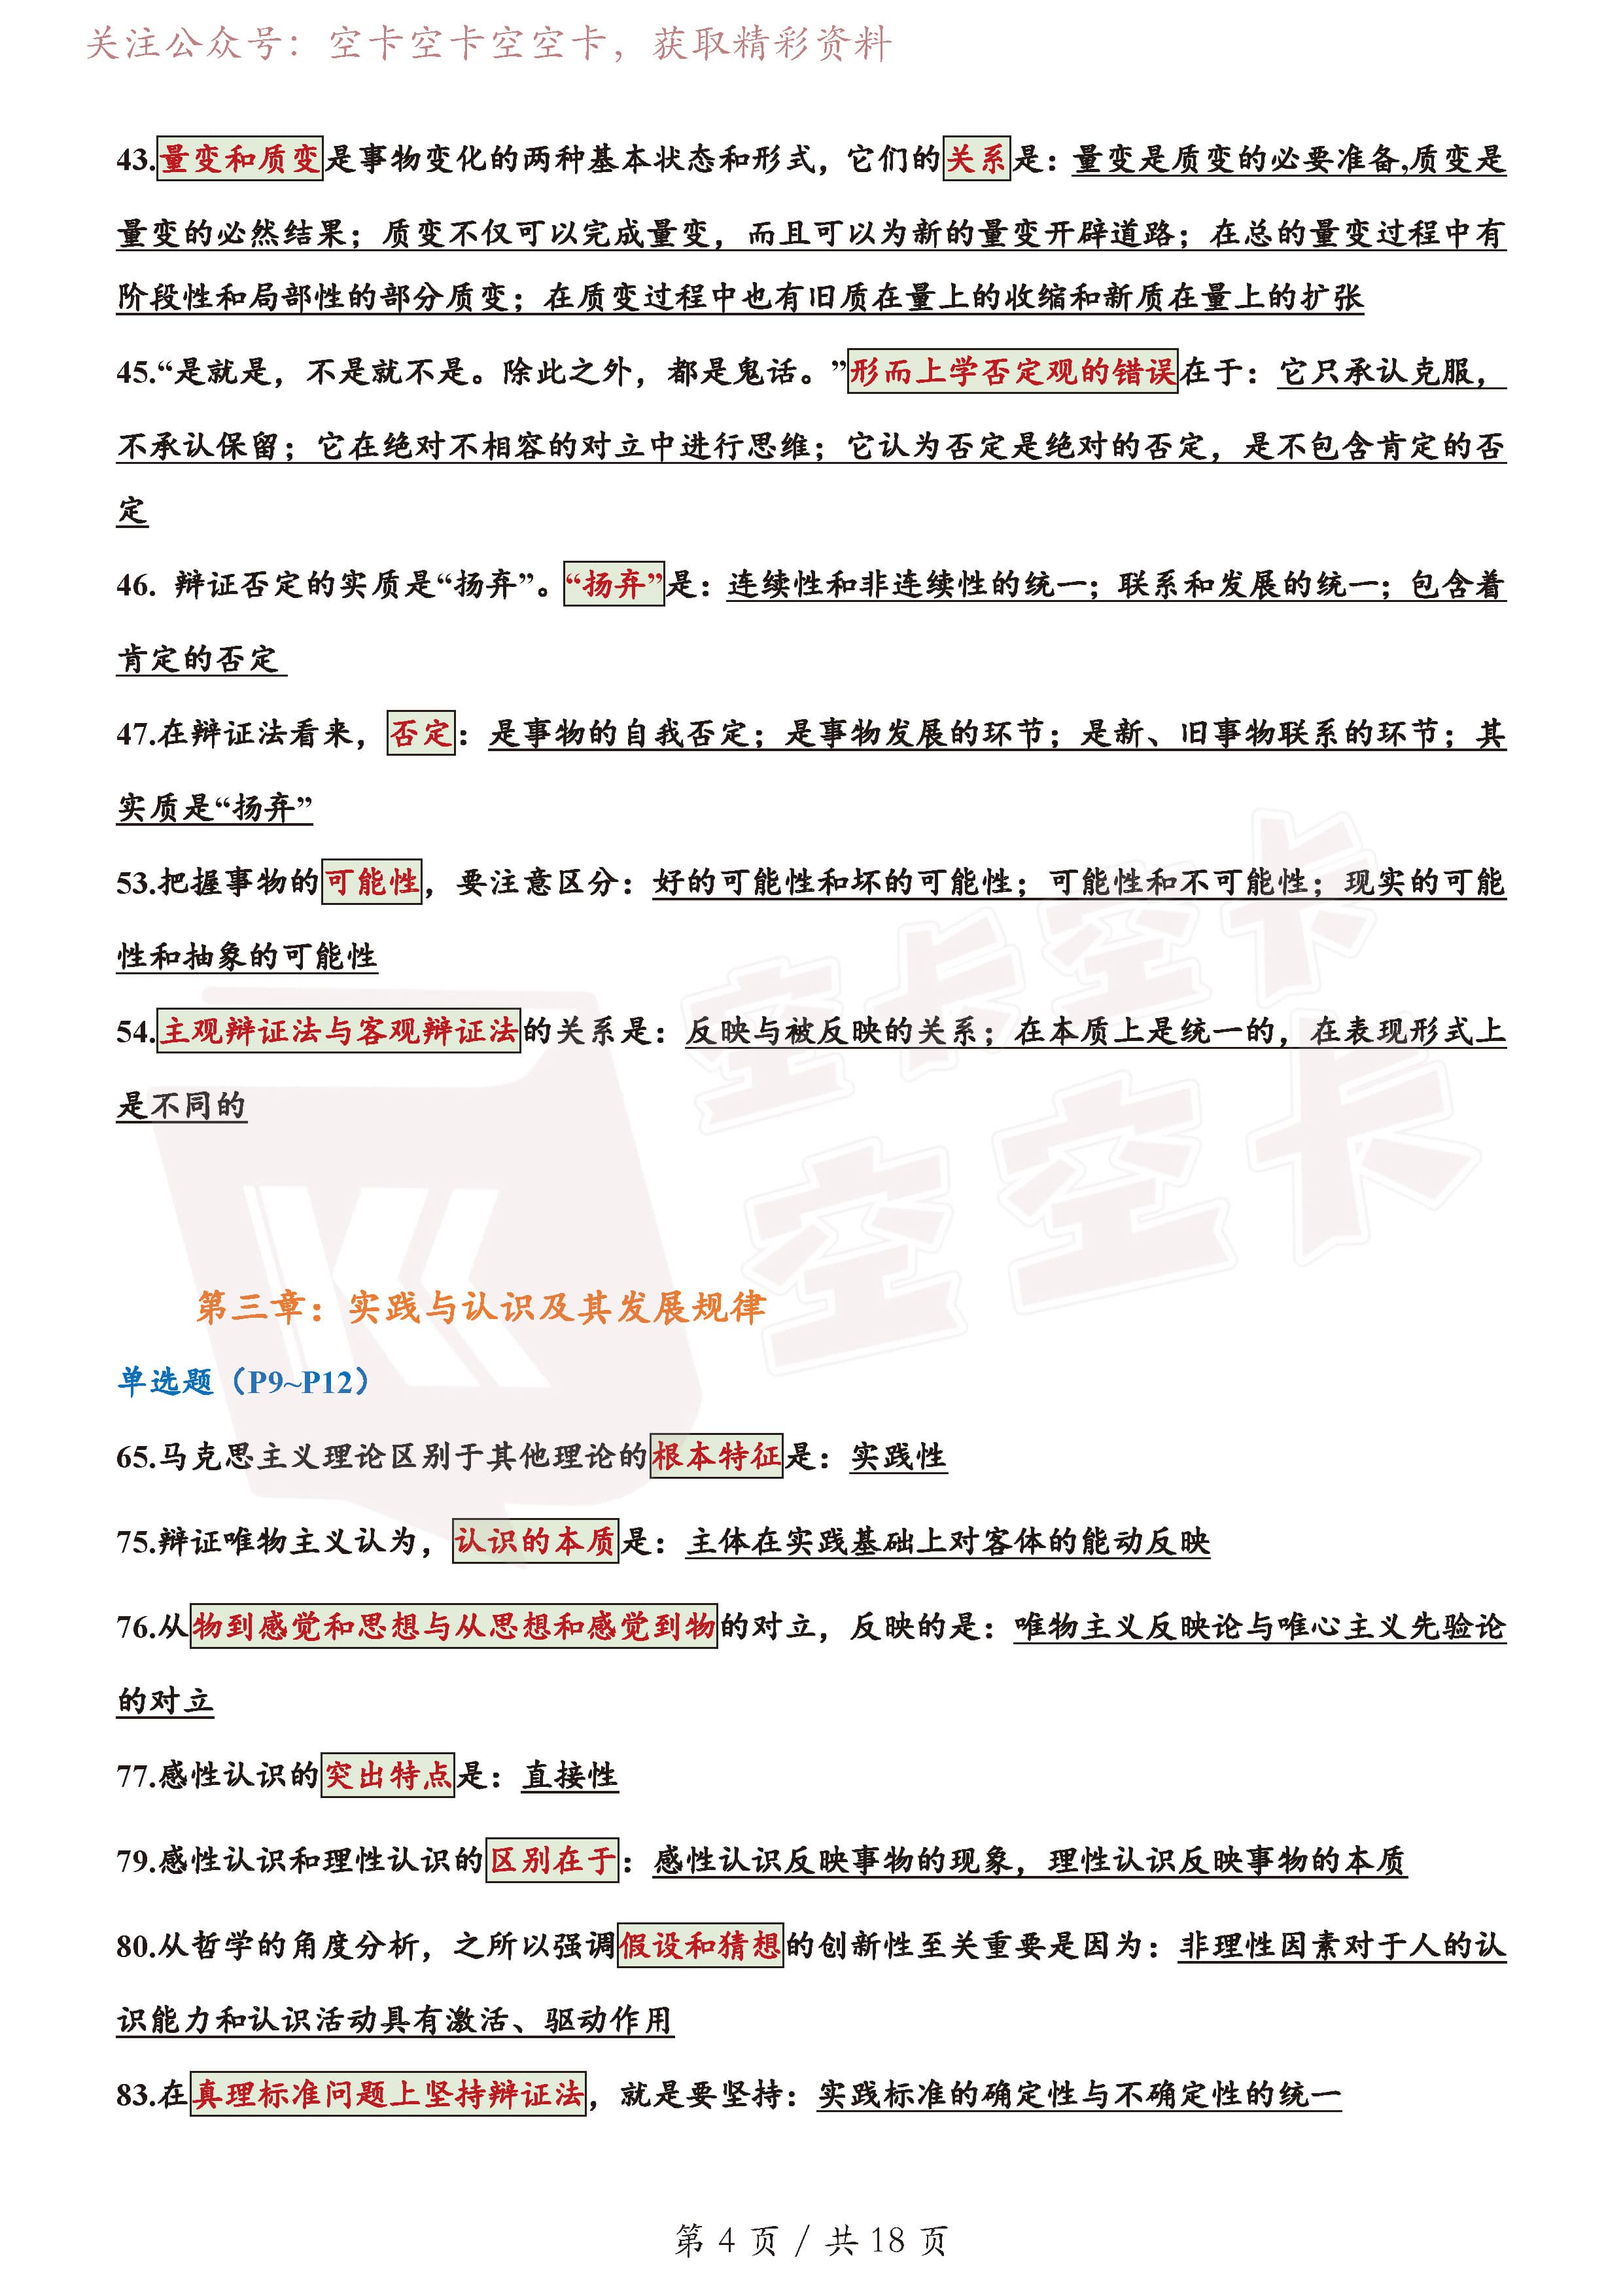 关注公众号：空卡空卡空空卡，获取精彩资料
43.量变和质变是事物变化的两种基本状态和形式，它们的关系是：量变是质变的必要准备,质变是
量变的必然结果；质变不仅可以完成量变，而且可以为新的量变开辟道路；在总的量变过程中有
阶段性和局部性的部分质变；在质变过程中也有旧质在量上的收缩和新质在量上的扩张
45.“是就是，不是就不是。除此之外，都是鬼话。”形而上学否定观的错误在于：它只承认克服，
不承认保留；它在绝对不相容的对立中进行思维；它认为否定是绝对的否定，是不包含肯定的否
定
46. 辩证否定的实质是“扬弃”。“扬弃”是：连续性和非连续性的统一；联系和发展的统一；包含着
肯定的否定
47.在辩证法看来，否定：是事物的自我否定；是事物发展的环节；是新、旧事物联系的环节；其
实质是“扬弃”
53.把握事物的可能性，要注意区分：好的可能性和坏的可能性；可能性和不可能性；现实的可能
性和抽象的可能性
54.主观辩证法与客观辩证法的关系是：反映与被反映的关系；在本质上是统一的，在表现形式上
是不同的
空卡空卡
空空卡
第三章：实践与认识及其发展规律
单选题（P9~P12）
65.马克思主义理论区别于其他理论的根本特征是：实践性
75.辩证唯物主义认为，认识的本质是：主体在实践基础上对客体的能动反映
76.从物到感觉和思想与从思想和感觉到物的对立，反映的是：唯物主义反映论与唯心主义先验论
的对立
77.感性认识的突出特点是：直接性
79.感性认识和理性认识的区别在于：感性认识反映事物的现象，理性认识反映事物的本质
80.从哲学的角度分析，之所以强调假设和猜想的创新性至关重要是因为：非理性因素对于人的认
识能力和认识活动具有激活、驱动作用
83.在真理标准问题上坚持辩证法，就是要坚持：实践标准的确定性与不确定性的统一
第 4 页 / 共 18 页